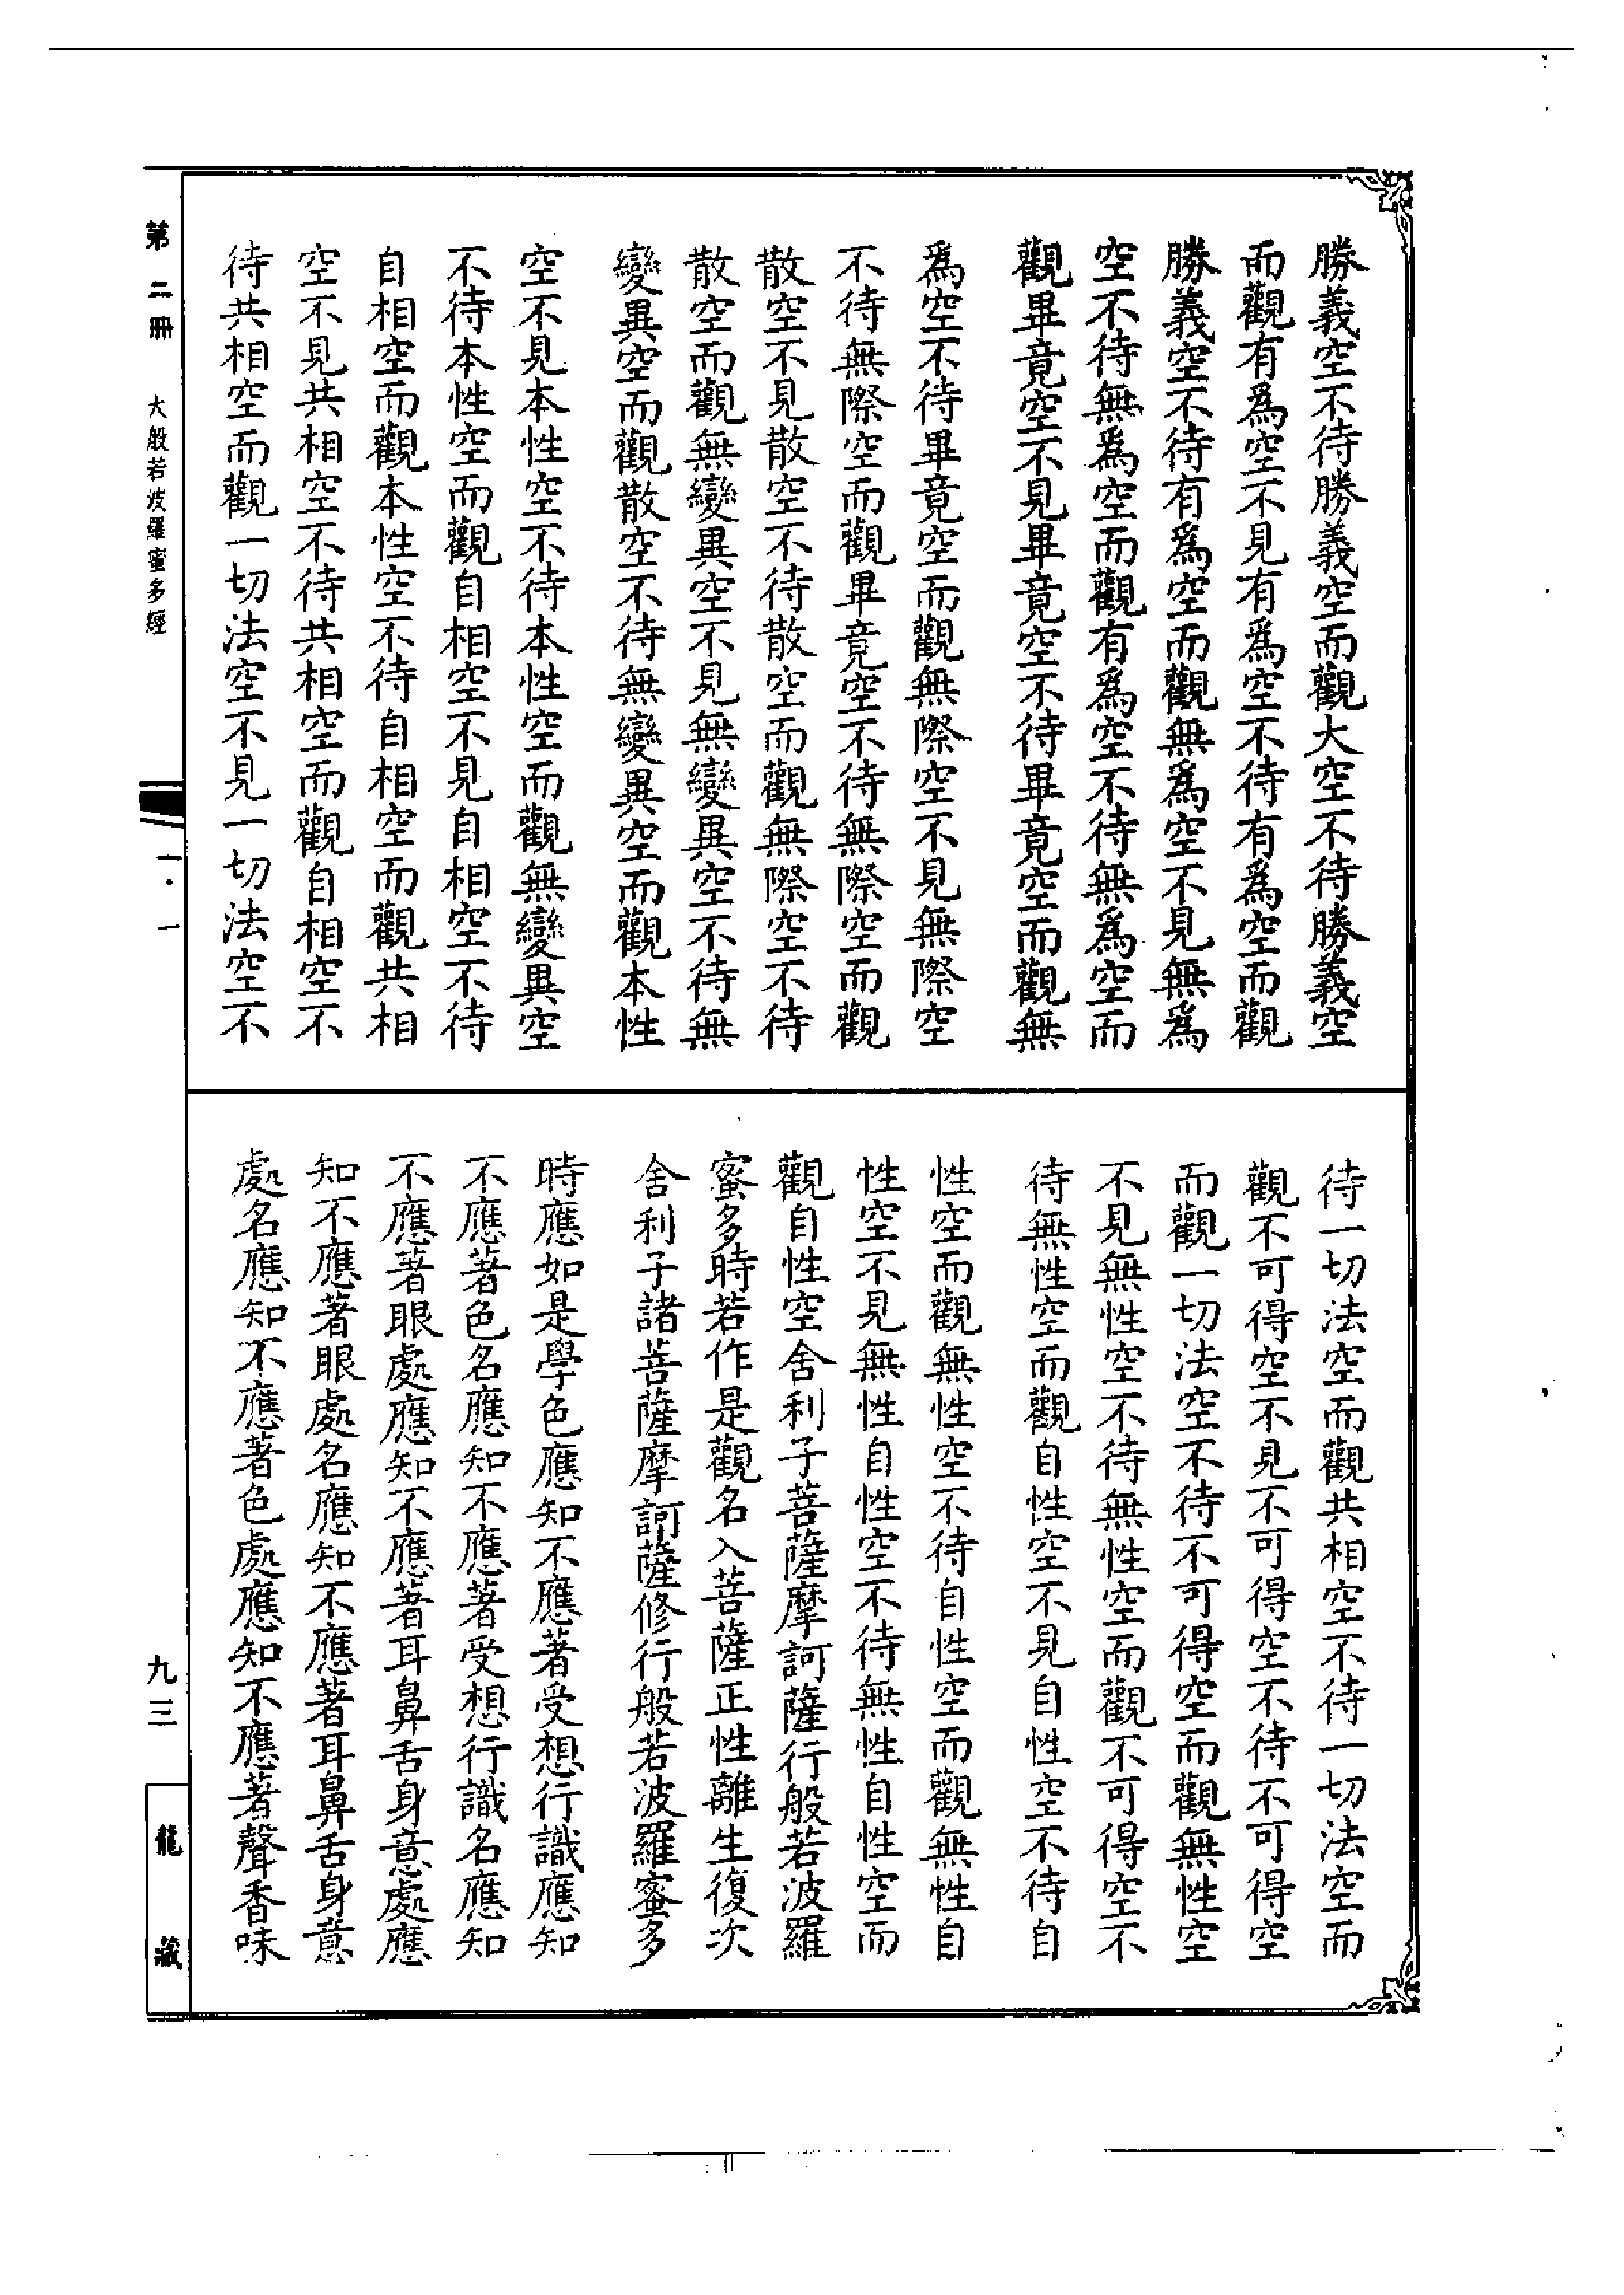 勝義空不待勝義空而觀大空不待勝義空
而觀有為空不見有為空不待有為空而觀
勝義空不待有為空而觀無為空不見無為
空不待無為空而觀有為空不待無為空而
觀畢竟空不見畢竟空不待畢竟空而觀無
為空不待畢竟空而觀無際空不見無際空
不待無際空而觀畢竟空不待無際空而觀
散空不見散空不待散空而觀無際空不待
散空而觀無變異空不見無變異空不待無
變異空而觀散空不待無變異空而觀本性
空不見本性空不待本性空而觀無變異空
不待本性空而觀自相空不見自相空不待
自相空而觀本性空不待自相空而觀共相
空不見共相空不待共相空而觀自相空不
待共相空而觀一切法空不見一切法空不
待一切法空而觀共相空不待一切法空而
觀不可得空不見不可得空不待不可得空
而觀一切法空不待不可得空而觀無性空
不見無性空不待無性空而觀不可得空不
待無性空而觀自性空不見自性空不待自
性空而觀無性空不待自性空而觀無性自
性空不見無性自性空不待無性自性空而
觀自性空舍利子菩薩摩訶薩行般若波羅
蜜多時若作是觀名入菩薩正性離生復次
舍利子諸菩薩摩訶薩修行般若波羅蜜多
時應如是學色應知不應著受想行識應知
不應著色名應知不應著受想行識名應知
不應著眼處應知不應著耳鼻舌身意處應
知不應著眼處名應知不應著耳鼻舌身意
處名應知不應著色處應知不應著聲香味
第二冊 大般若波羅蜜多經 一·一 九三 龍藏